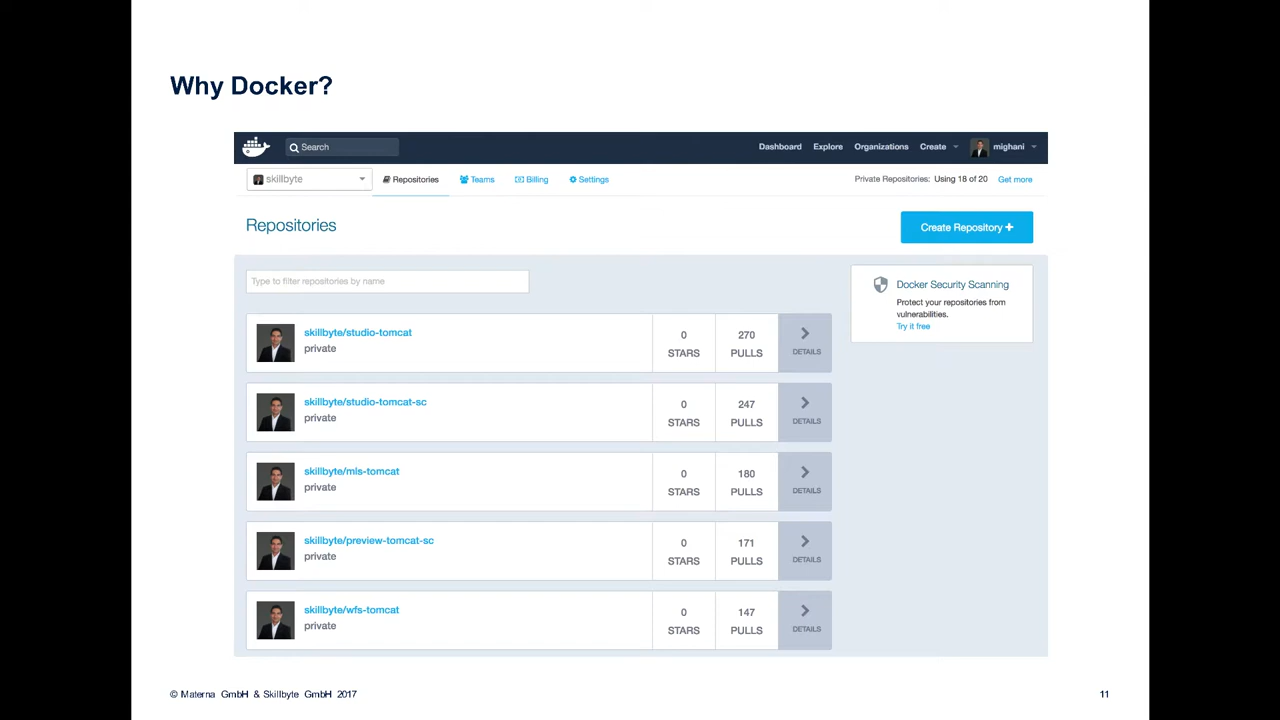 Why Docker?
Search
Dashboard Explore Organizations Create mighani
skillbyte Repositories Teams Billing Settings Private Repositories: Using 18 of 20 Get more
Repositories
Create Repository +
Type to filter repositories by name
Docker Security Scanning
Protect your repositories from
vulnerabilities.
Try it free
skillbyte/studio-tomcat
private
0
STARS
270
PULLS
DETAILS
skillbyte/studio-tomcat-sc
private
0
STARS
247
PULLS
DETAILS
skillbyte/mls-tomcat
private
0
STARS
180
PULLS
DETAILS
skillbyte/preview-tomcat-sc
private
0
STARS
171
PULLS
DETAILS
skillbyte/wfs-tomcat
private
0
STARS
147
PULLS
DETAILS
© Materna GmbH & Skillbyte GmbH 2017
11